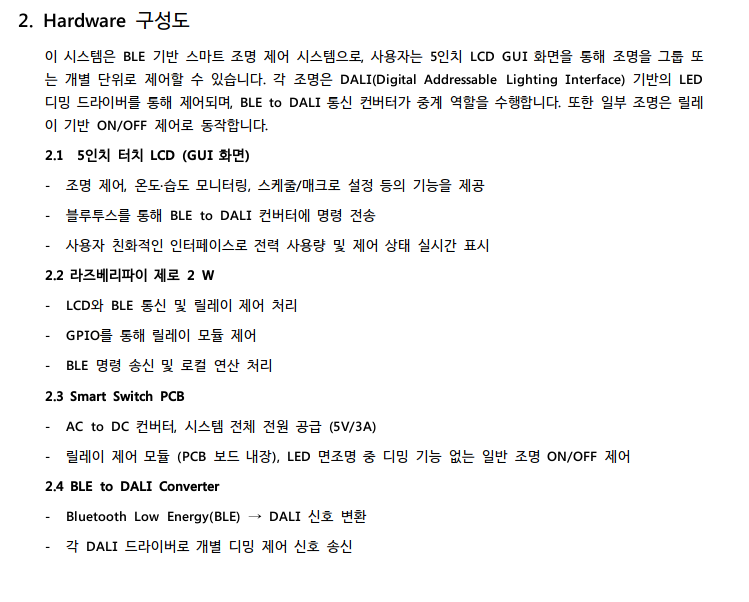 2. Hardware 구성도
이 시스템은 BLE 기반 스마트 조명 제어 시스템으로, 사용자는 5인치 LCD GUI 화면을 통해 조명을 그룹 또
는 개별 단위로 제어할 수 있습니다. 각 조명은 DALI(Digital Addressable Lighting Interface) 기반의 LED
디밍 드라이버를 통해 제어되며, BLE to DALI 통신 컨버터가 중계 역할을 수행합니다. 또한 일부 조명은 릴레
이 기반 ON/OFF 제어로 동작합니다.
2.1 5인치 터치 LCD (GUI 화면)
- 조명 제어, 온도·습도 모니터링, 스케줄/매크로 설정 등의 기능을 제공
- 블루투스를 통해 BLE to DALI 컨버터에 명령 전송
- 사용자 친화적인 인터페이스로 전력 사용량 및 제어 상태 실시간 표시
2.2 라즈베리파이 제로 2 W
- LCD와 BLE 통신 및 릴레이 제어 처리
- GPIO를 통해 릴레이 모듈 제어
- BLE 명령 송신 및 로컬 연산 처리
2.3 Smart Switch PCB
- AC to DC 컨버터, 시스템 전체 전원 공급 (5V/3A)
- 릴레이 제어 모듈 (PCB 보드 내장), LED 면조명 중 디밍 기능 없는 일반 조명 ON/OFF 제어
2.4 BLE to DALI Converter
- Bluetooth Low Energy(BLE) → DALI 신호 변환
- 각 DALI 드라이버로 개별 디밍 제어 신호 송신